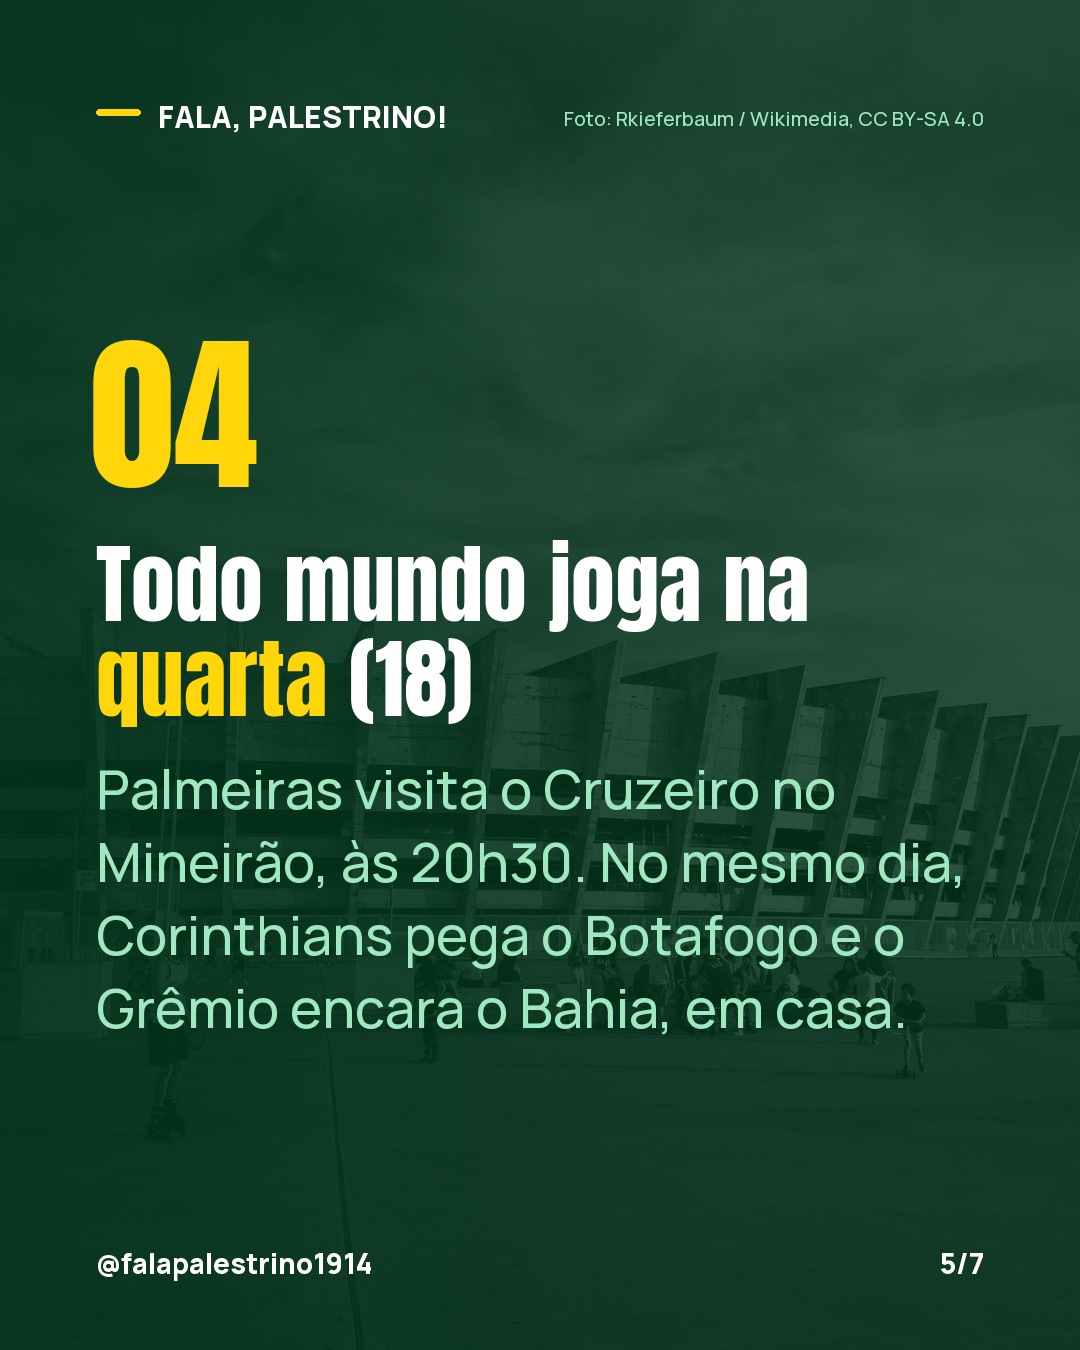 FALA, PALESTRINO!
Foto: Rkieferbaum / Wikimedia, CC BY-SA 4.0
04
Todo mundo joga na
quarta (18)
Palmeiras visita o Cruzeiro no
Mineirão, às 20h30. No mesmo dia,
Corinthians pega o Botafogo e o
Grêmio encara o Bahia, em casa.
@falapalestrino1914
5/7